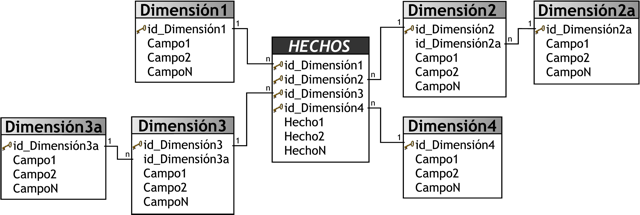 Dimensión1
id_Dimensión1
Campo1
Campo2
CampoN
1
n
HECHOS
id_Dimensión1
id_Dimensión2
id_Dimensión3
id_Dimensión4
Hecho1
Hecho2
HechoN
Dimensión2
id_Dimensión2
id_Dimensión2a
Campo1
Campo2
CampoN
1
n
Dimensión2a
id_Dimensión2a
Campo1
Campo2
CampoN
1
n
Dimensión3a
id_Dimensión3a
Campo1
Campo2
CampoN
1
n
Dimensión3
id_Dimensión3
id_Dimensión3a
Campo1
Campo2
CampoN
1
n
Dimensión4
id_Dimensión4
Campo1
Campo2
CampoN
1
n